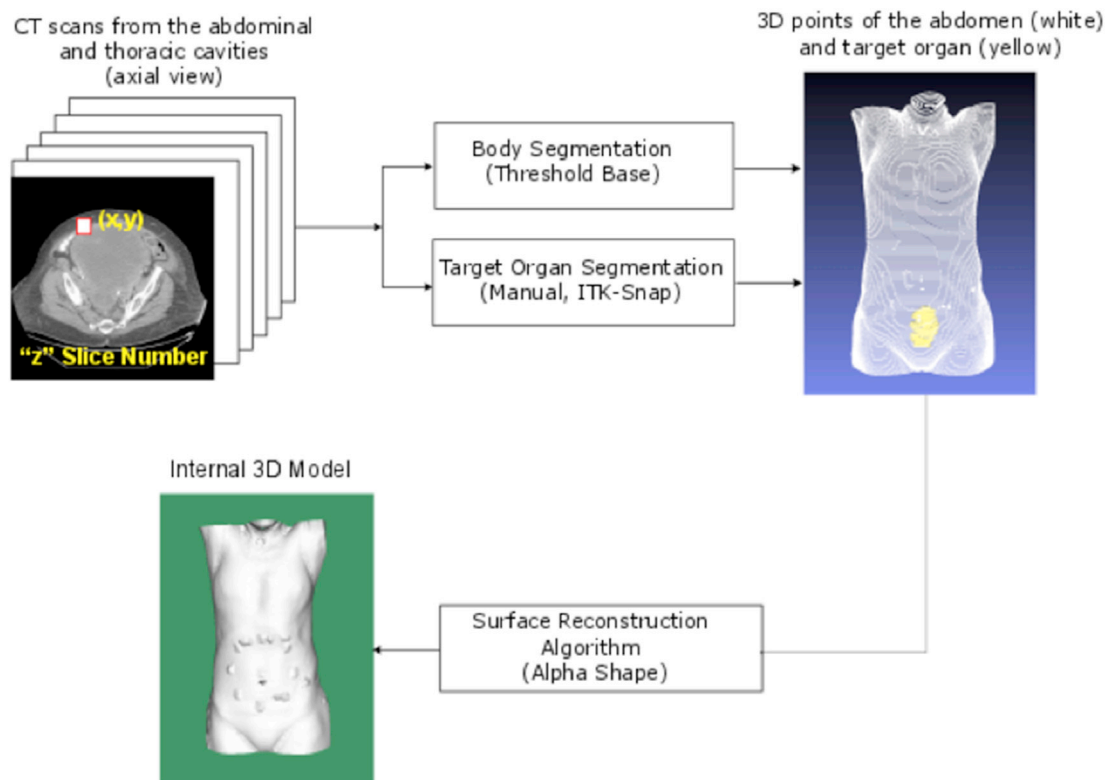 CT scans from the abdominal
and thoracic cavities
(axial view)
3D points of the abdomen (white)
and target organ (yellow)
(x,y)
"z" Slice Number
Body Segmentation
(Threshold Base)
Target Organ Segmentation
(Manual, ITK-Snap)
Internal 3D Model
Surface Reconstruction
Algorithm
(Alpha Shape)